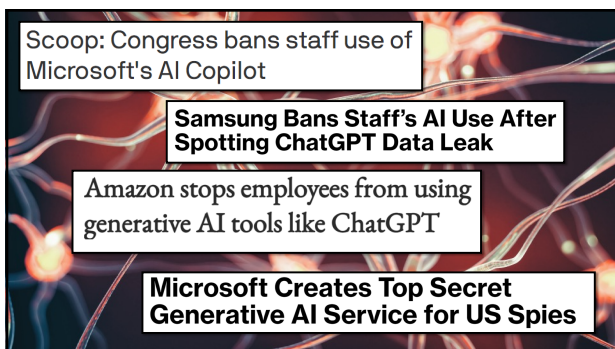 Scoop: Congress bans staff use of
Microsoft's AI Copilot
Samsung Bans Staff’s AI Use After
Spotting ChatGPT Data Leak
Amazon stops employees from using
generative AI tools like ChatGPT
Microsoft Creates Top Secret
Generative AI Service for US Spies